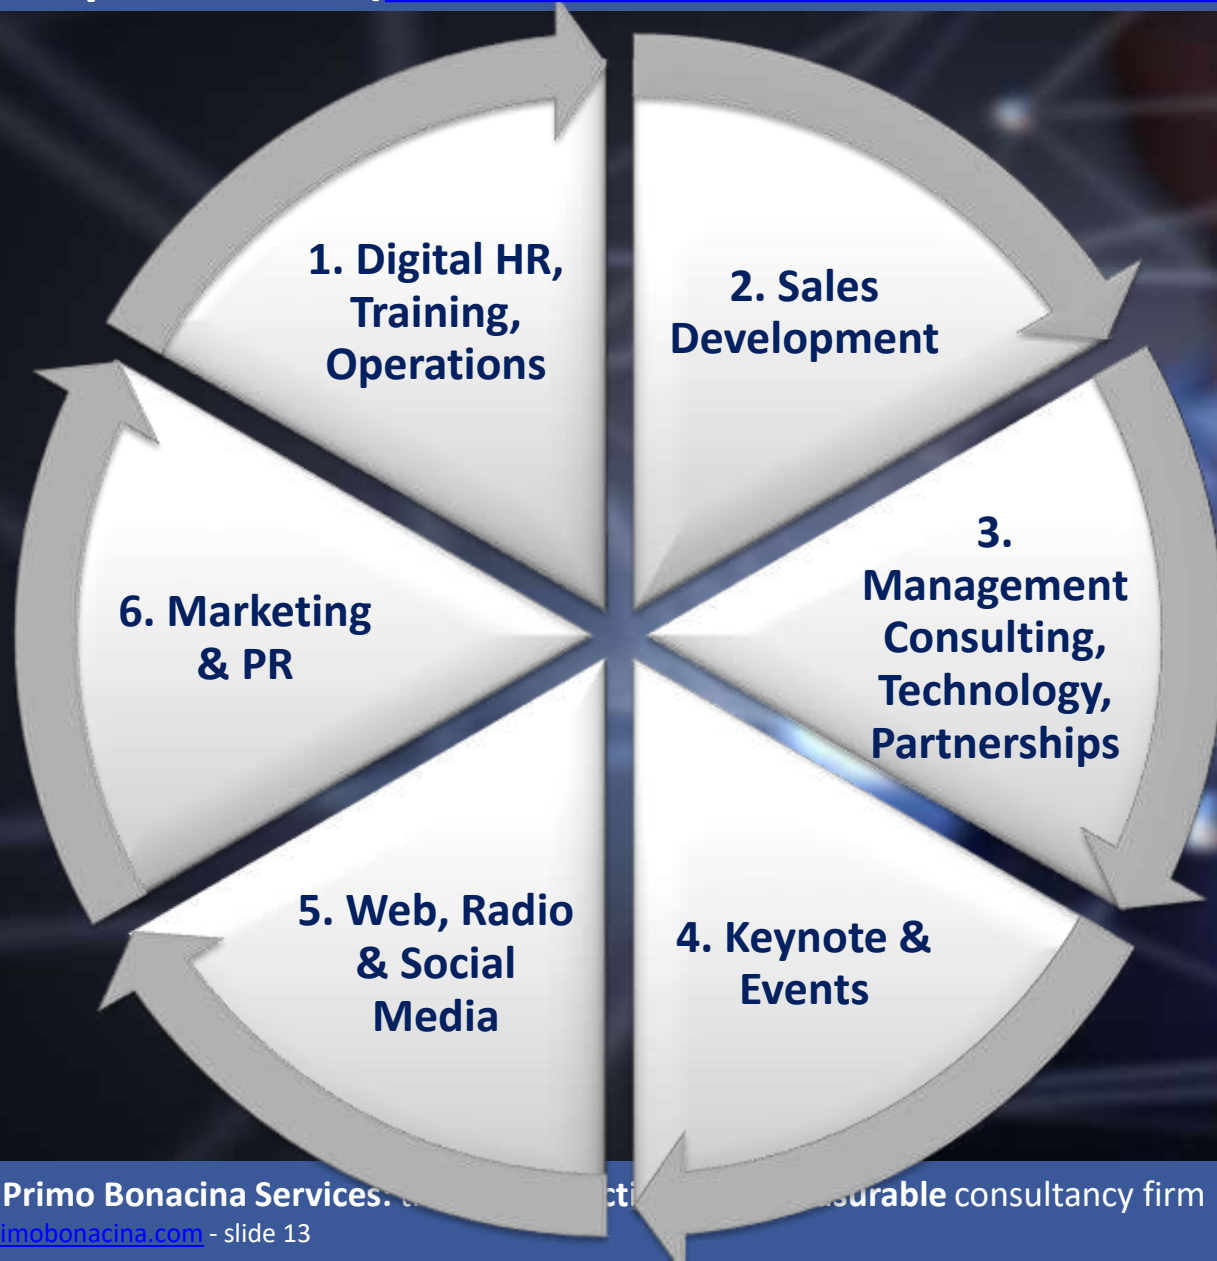 1. Digital HR,
Training,
Operations
2. Sales
Development
3.
Management
Consulting,
Technology,
Partnerships
4. Keynote &
Events
5. Web, Radio
& Social
Media
6. Marketing
& PR
Primo Bonacina Services: consultancy firm
imobonacina.com - slide 13